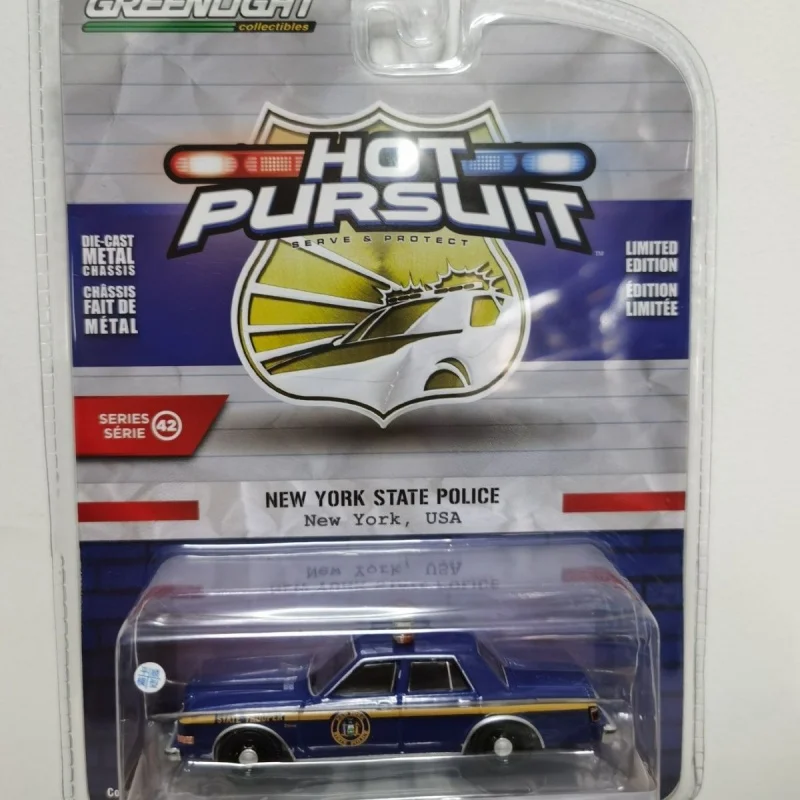 GREENLIGHT
collectibles
HOT
PURSUIT
SERVE & PROTECT
TM
DIE-CAST
METAL
CHASSIS
CHÂSSIS
FAIT DE
MÉTAL
LIMITED
EDITION
ÉDITION
LIMITÉE
SERIES
SÉRIE
42
NEW YORK STATE POLICE
New York, USA
STATE TROOPER